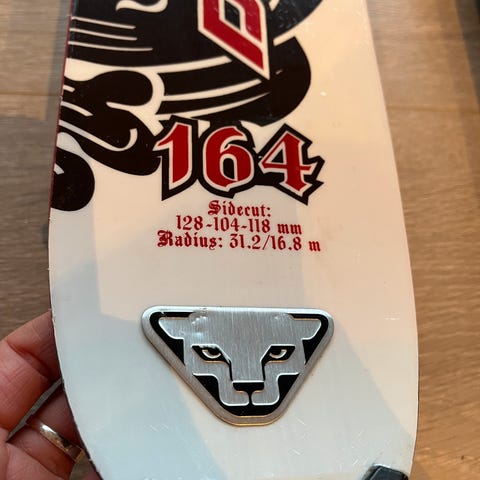 164
Sidecut:
128-104-118 mm
Radius: 31.2/16.8 m